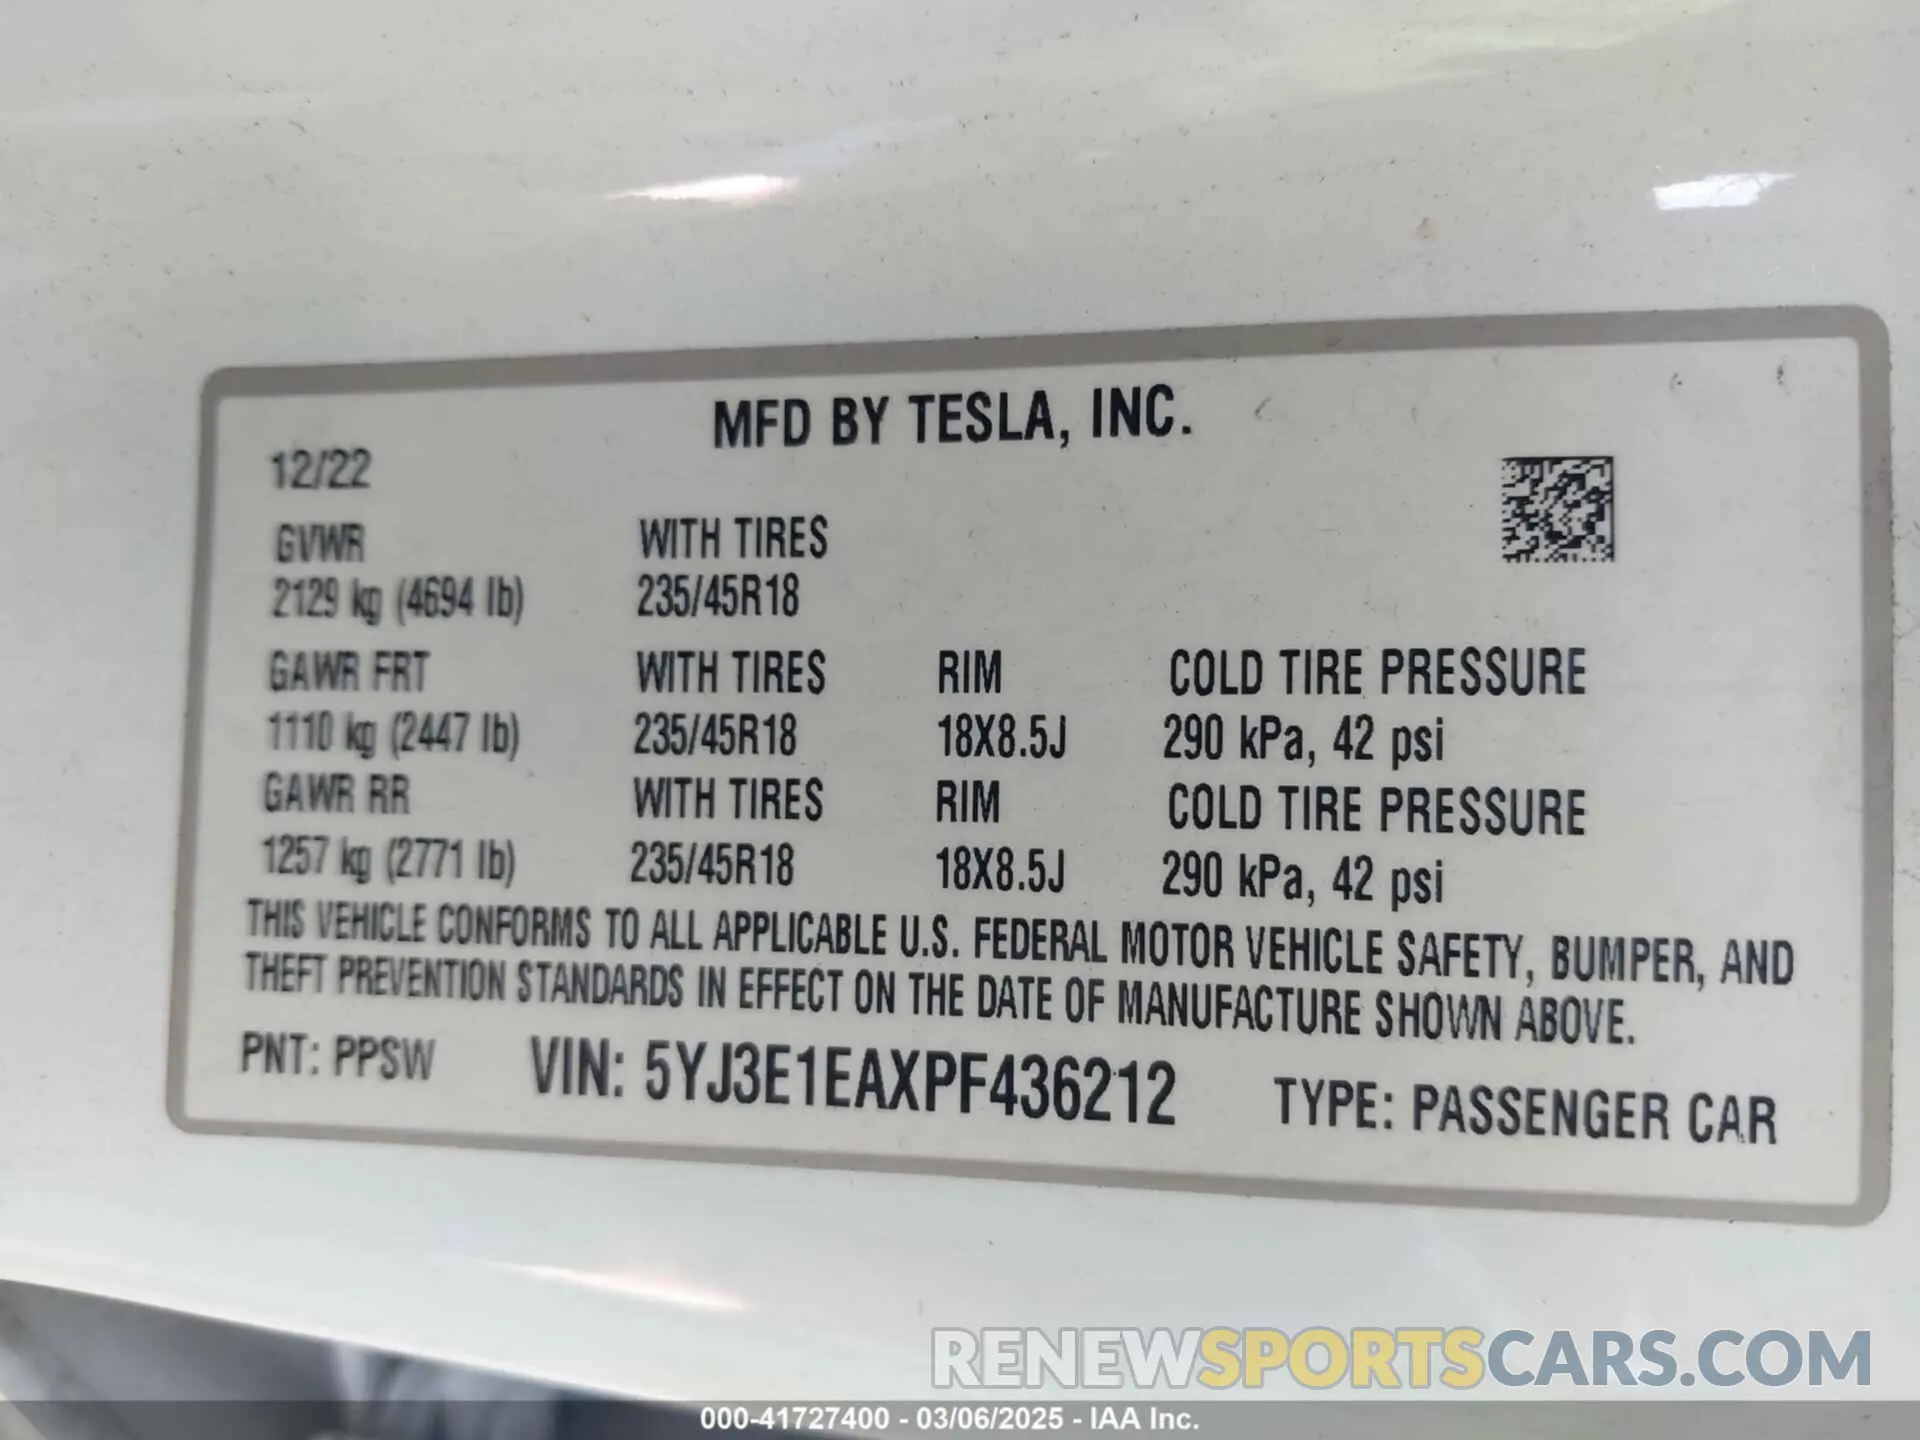 MFD BY TESLA, INC.
12/22
GVWR WITH TIRES
2129 kg (4694 lb) 235/45R18
GAWR FRT WITH TIRES RIM COLD TIRE PRESSURE
1110 kg (2447 lb) 235/45R18 18X8.5J 290 kPa, 42 psi
GAWR RR WITH TIRES RIM COLD TIRE PRESSURE
1257 kg (2771 lb) 235/45R18 18X8.5J 290 kPa, 42 psi
THIS VEHICLE CONFORMS TO ALL APPLICABLE U.S. FEDERAL MOTOR VEHICLE SAFETY, BUMPER, AND
THEFT PREVENTION STANDARDS IN EFFECT ON THE DATE OF MANUFACTURE SHOWN ABOVE.
PNT: PPSW VIN: 5YJ3E1EAXPF436212 TYPE: PASSENGER CAR
RENEWSPORTSCARS.COM
000-41727400 - 03/06/2025 - IAA Inc.